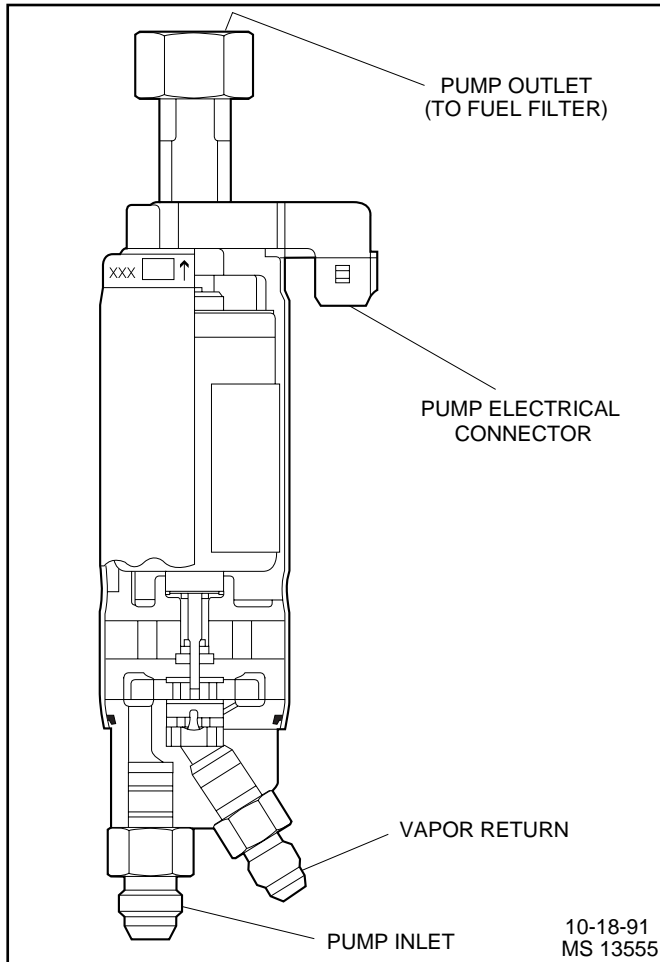 PUMP OUTLET
(TO FUEL FILTER)
XXX
PUMP ELECTRICAL
CONNECTOR
VAPOR RETURN
PUMP INLET
10-18-91
MS 13555